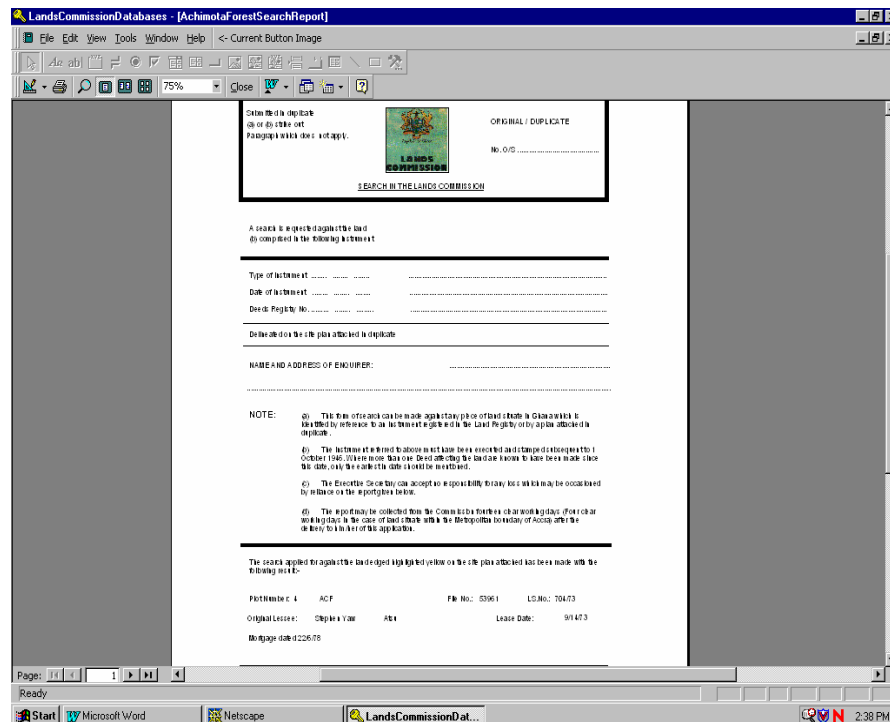 LandsCommissionDatabases - [AchimotaForestSearchReport]
File Edit View Tools Window Help <- Current Button Image
Aa ab|
75% Close
Submitted in duplicate
(a) or (b) strike out
Paragraph which does not apply.
LANDS
COMMISSION
ORIGINAL / DUPLICATE
No. O/S ..................................
SEARCH IN THE LANDS COMMISSION
A search is requested against the land
(b) comprised in the following instrument
Type of Instrument ........ ........ ........ ................................................................
Date of Instrument ........ ........ ........ ................................................................
Deeds Registry No. ........ ........ ........ ................................................................
Delineated on the site plan attached in duplicate
NAME AND ADDRESS OF ENQUIRER: ................................................................
................................................................................................................................
NOTE: (a) This form of search can be made against any piece of land situate in Ghana which is
identified by reference to an instrument registered in the Land Registry or by a plan attached in
duplicate.
(b) The instrument referred to above must have been executed and stamped subsequent to 1
October 1946. Where more than one Deed affecting the land are known to have been made since
this date, only the earliest in date should be mentioned.
(c) The Executive Secretary can accept no responsibility for any loss which may be occasioned
by reliance on the report given below.
(d) The report may be collected from the Commission fourteen clear working days (Four clear
working days in the case of land situate within the Metropolitan boundary of Accra) after the
delivery to him/her of this application.
The search applied for against the land edged highlighted yellow on the site plan attached has been made with the
following result:-
Plot Number: 4 ACF File No.: 53961 LS.No.: 704/73
Original Lessee: Stephen Yaw Atsu Lease Date: 9/14/73
Mortgage dated 22/6/78
Page: 1
Ready
Start Microsoft Word Netscape LandsCommissionDat... 2:38 PM